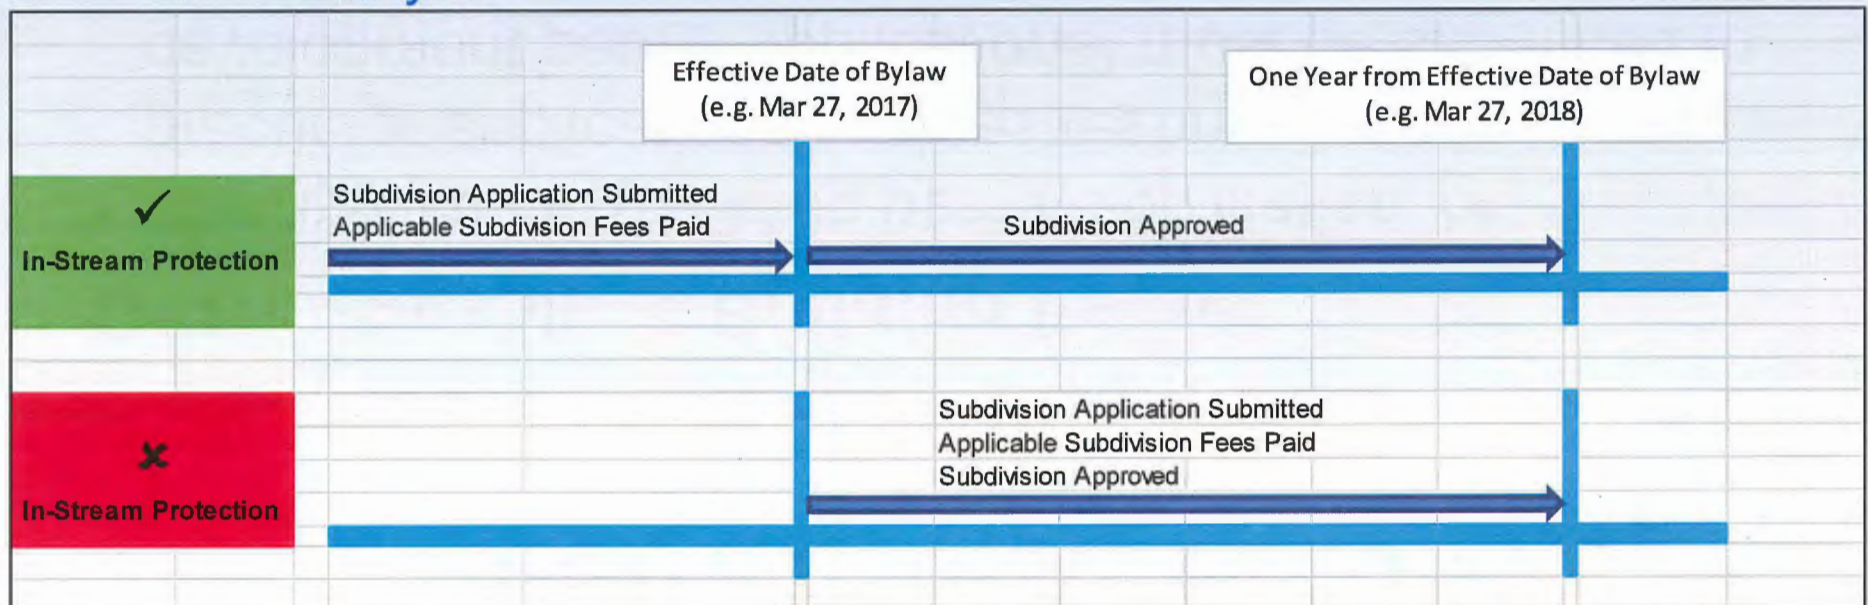 Effective Date of Bylaw
(e.g. Mar 27, 2017)
One Year from Effective Date of Bylaw
(e.g. Mar 27, 2018)
✓
In-Stream Protection
Subdivision Application Submitted
Applicable Subdivision Fees Paid
Subdivision Approved
✗
In-Stream Protection
Subdivision Application Submitted
Applicable Subdivision Fees Paid
Subdivision Approved